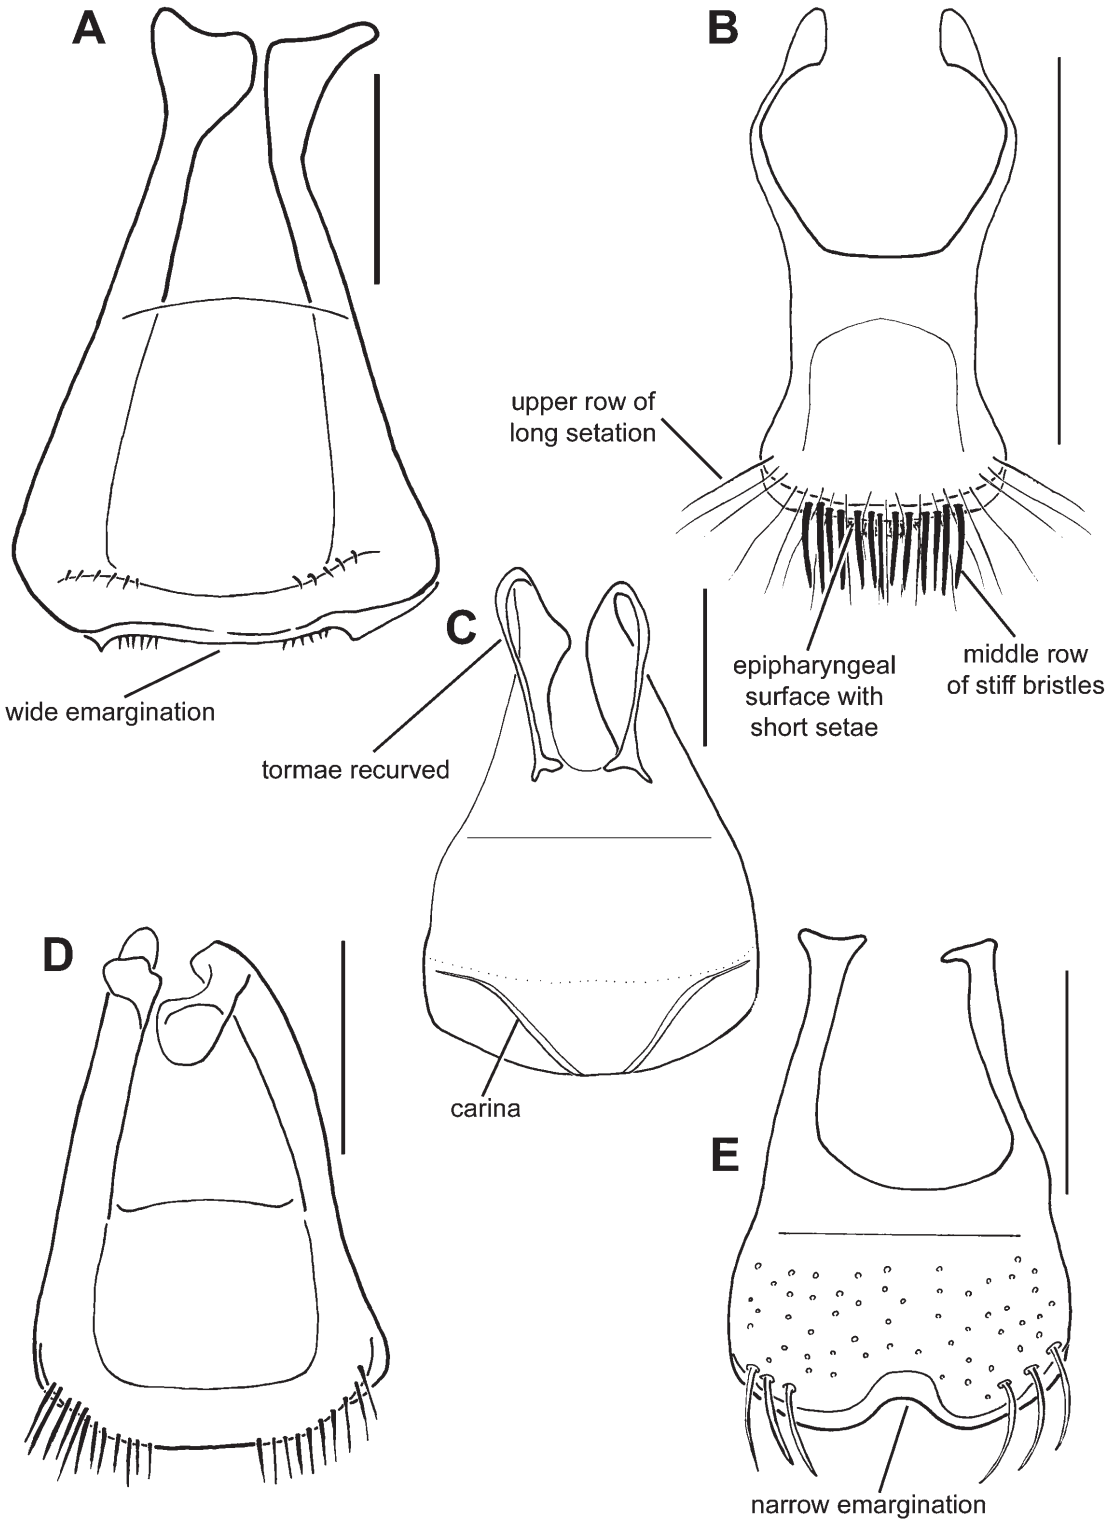 A
B
upper row of
long setation
C
epipharyngeal
surface with
short setae
middle row
of stiff bristles
wide emargination
tormae recurved
D
carina
E
narrow emargination